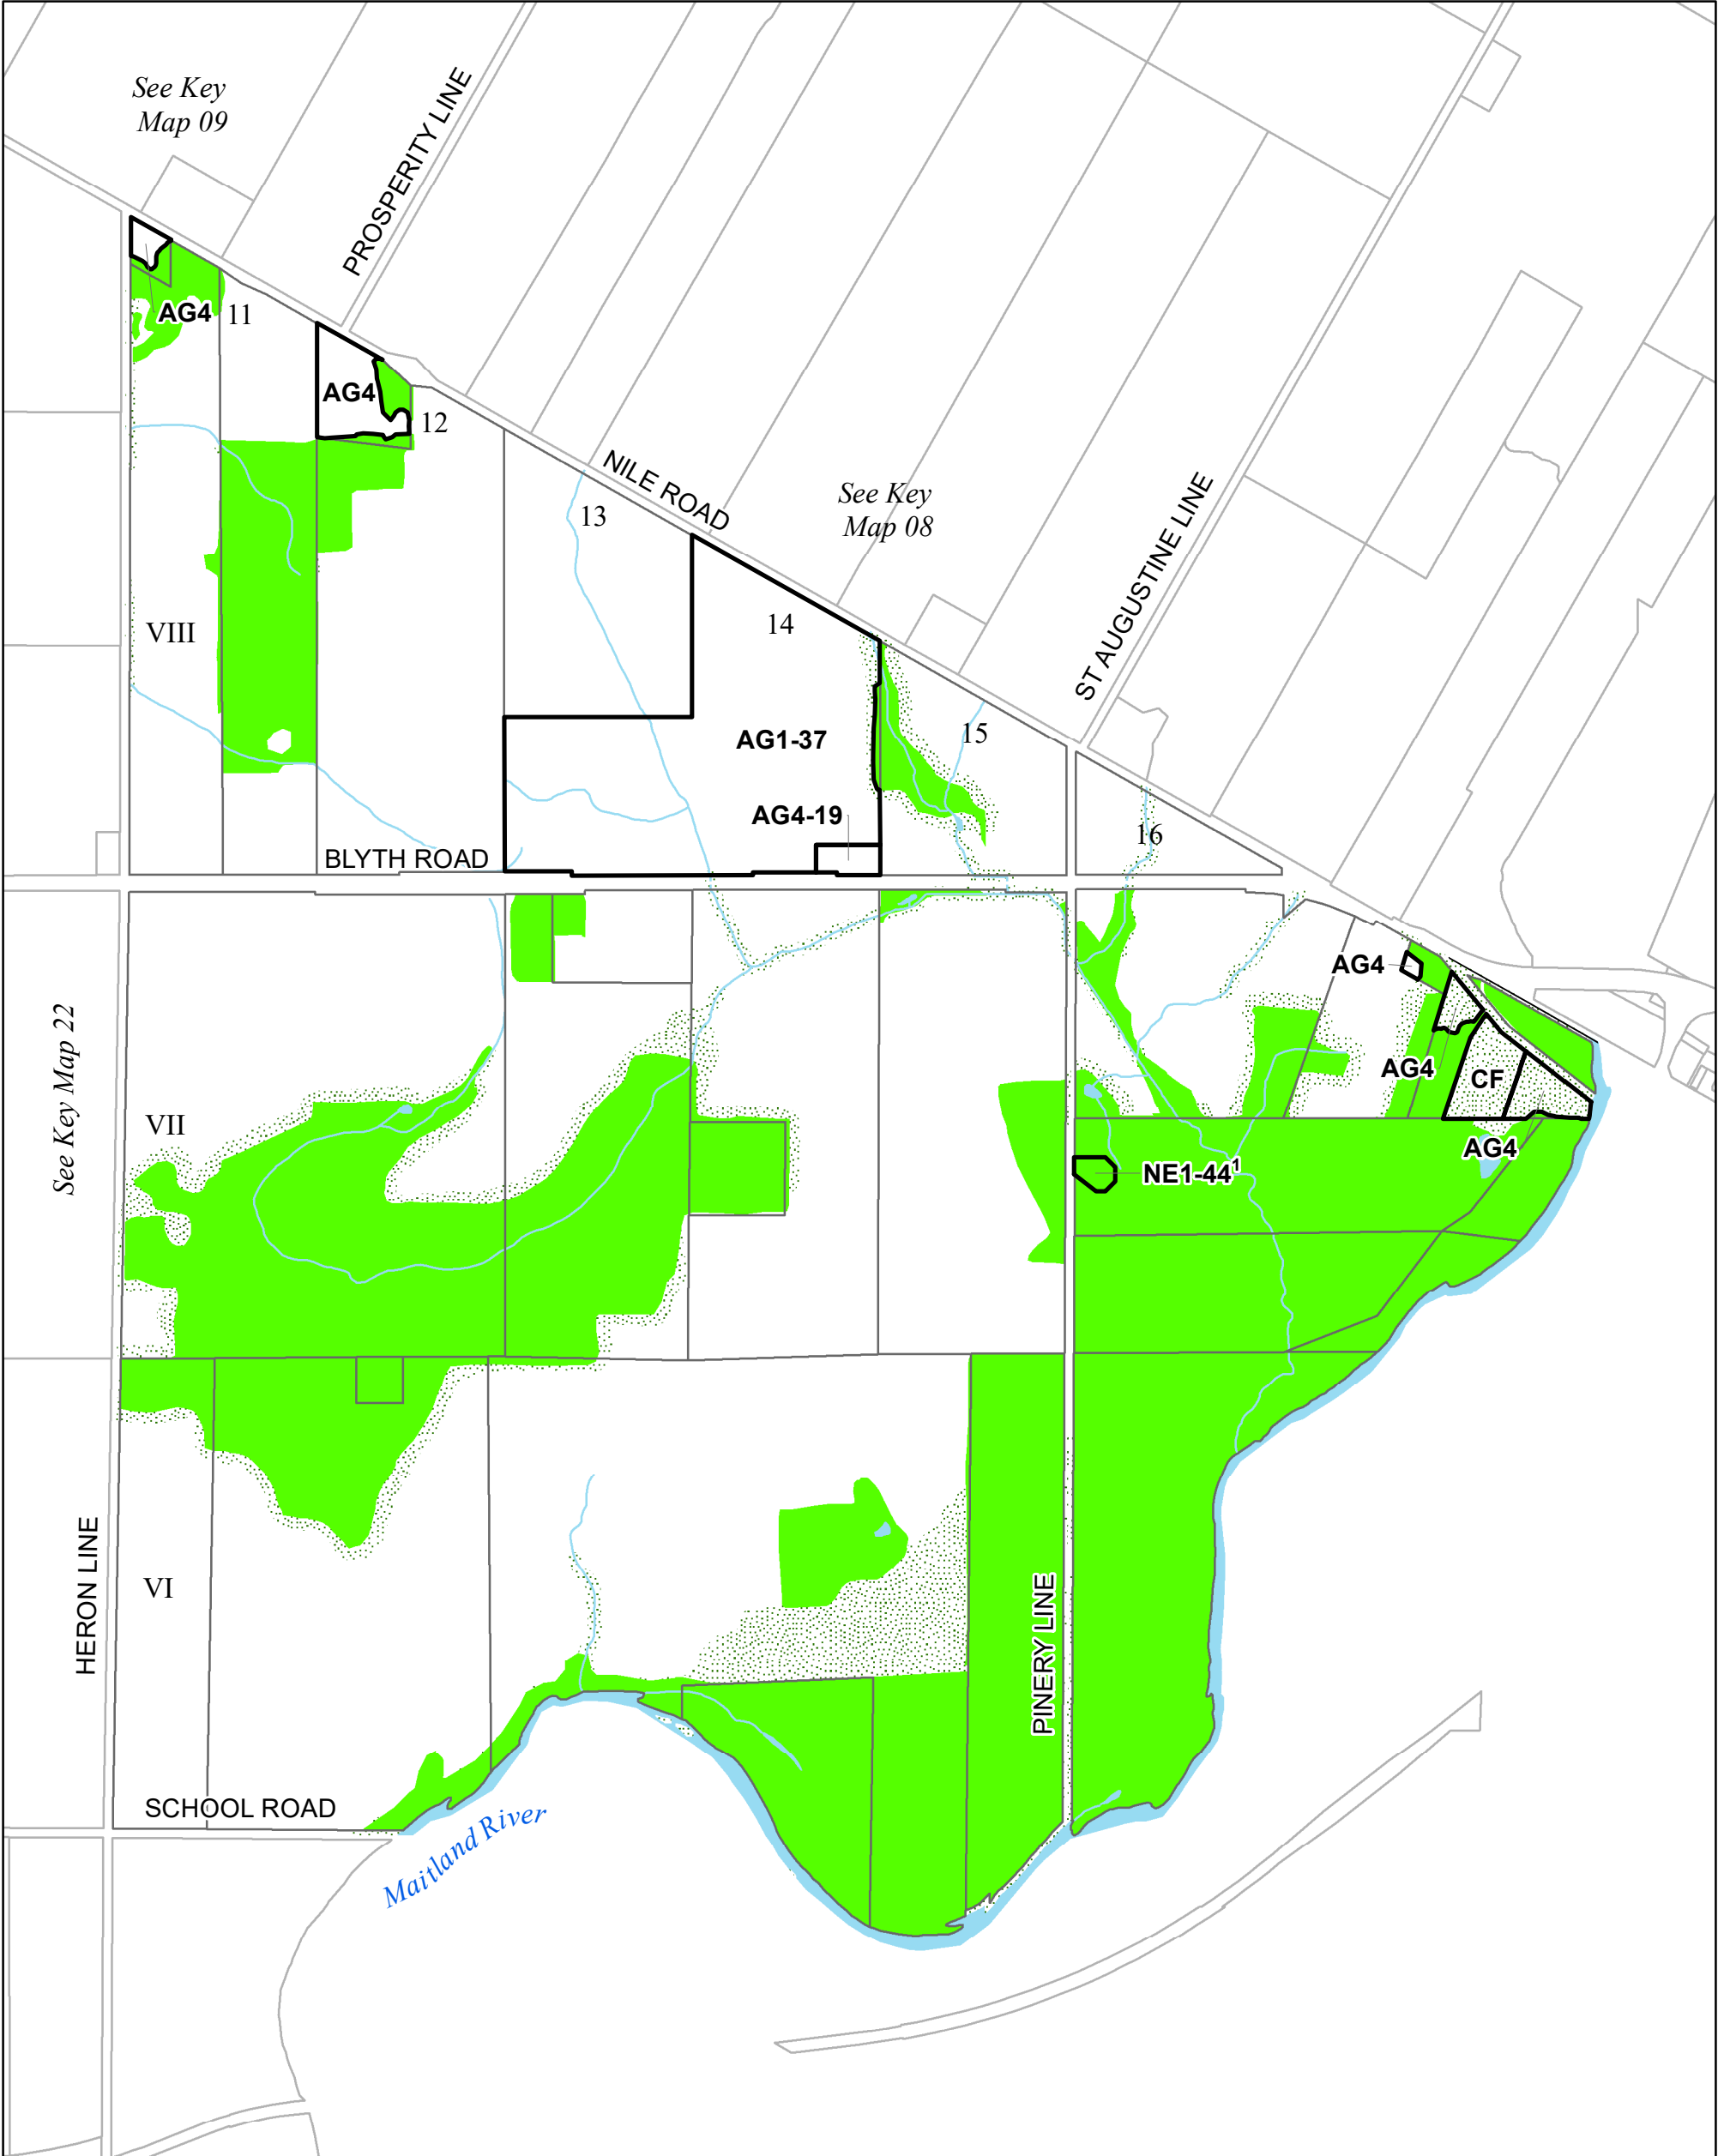 See Key
Map 09
PROSPERITY LINE
AG4
11
AG4
12
NILE ROAD
13
See Key
Map 08
ST AUGUSTINE LINE
VIII
14
15
AG1-37
AG4-19
16
BLYTH ROAD
AG4
See Key Map 22
AG4
CF
VII
AG4
NE1-44¹
HERON LINE
VI
PINERY LINE
SCHOOL ROAD
Maitland River